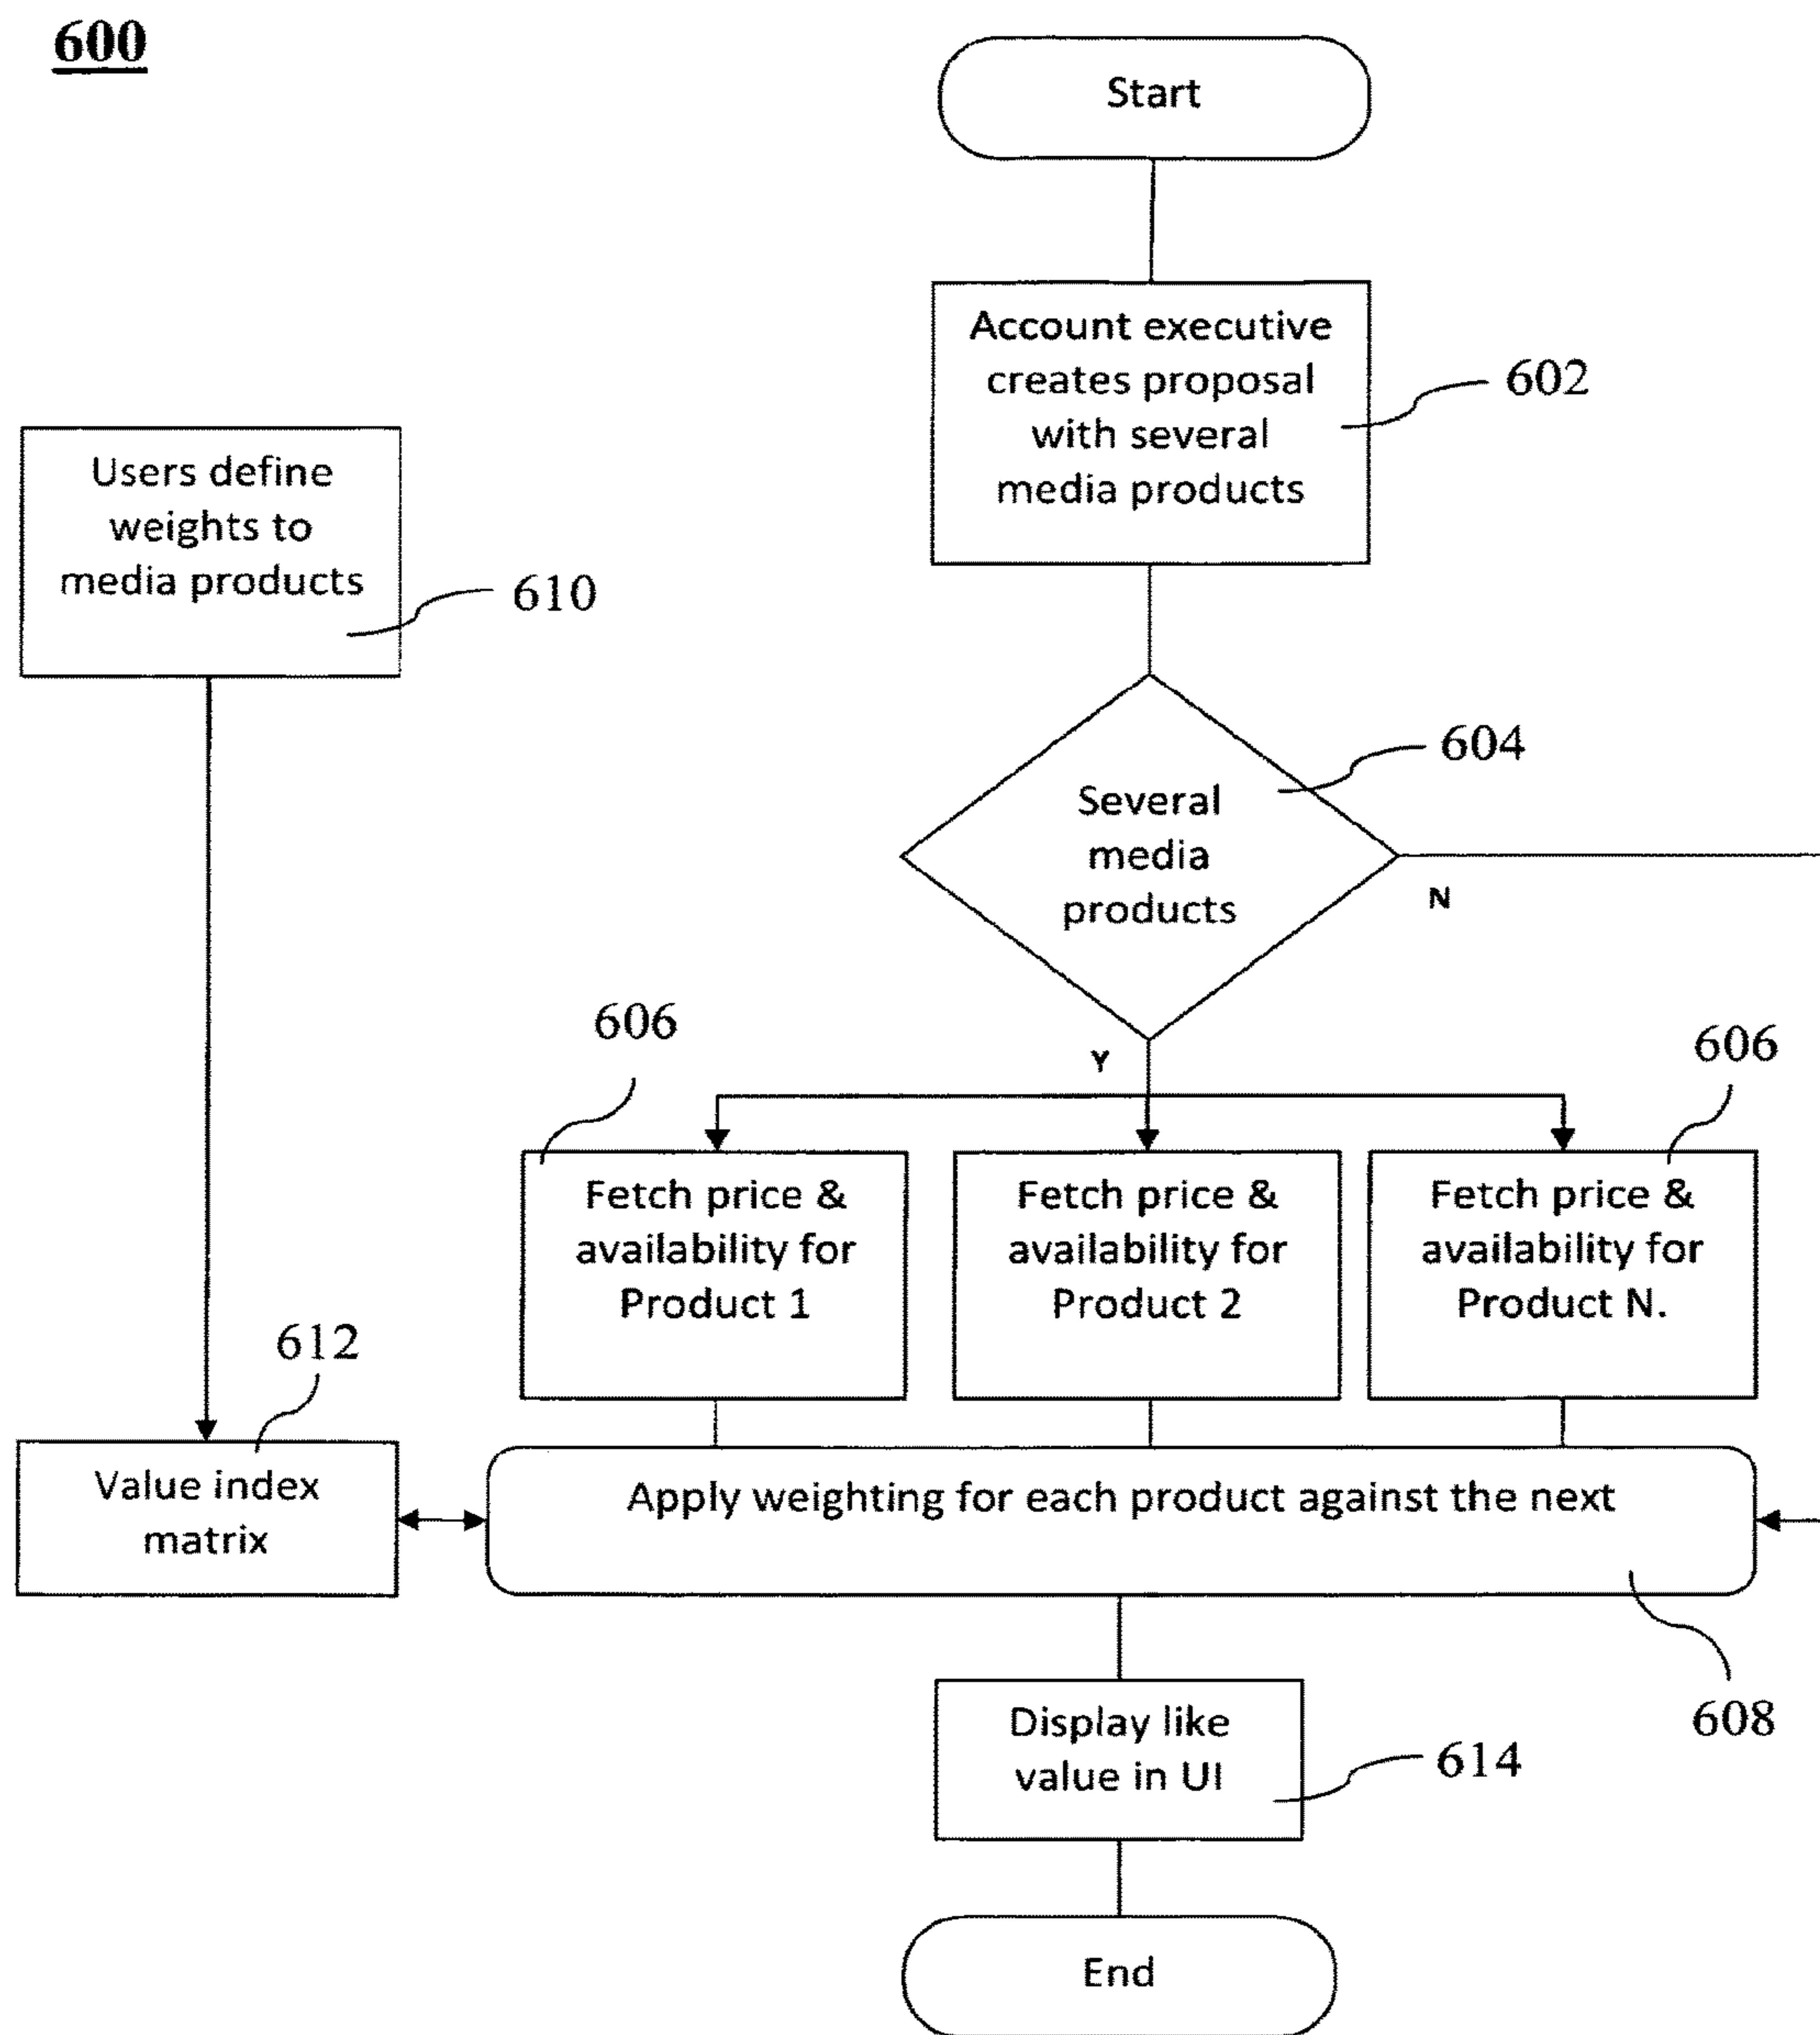 600
Start
Account executive
creates proposal
with several
media products
602
Users define
weights to
media products
610
604
Several
media
products
N
Y
606
606
Fetch price &
availability for
Product 1
Fetch price &
availability for
Product 2
Fetch price &
availability for
Product N.
612
Value index
matrix
Apply weighting for each product against the next
608
Display like
value in UI
614
End